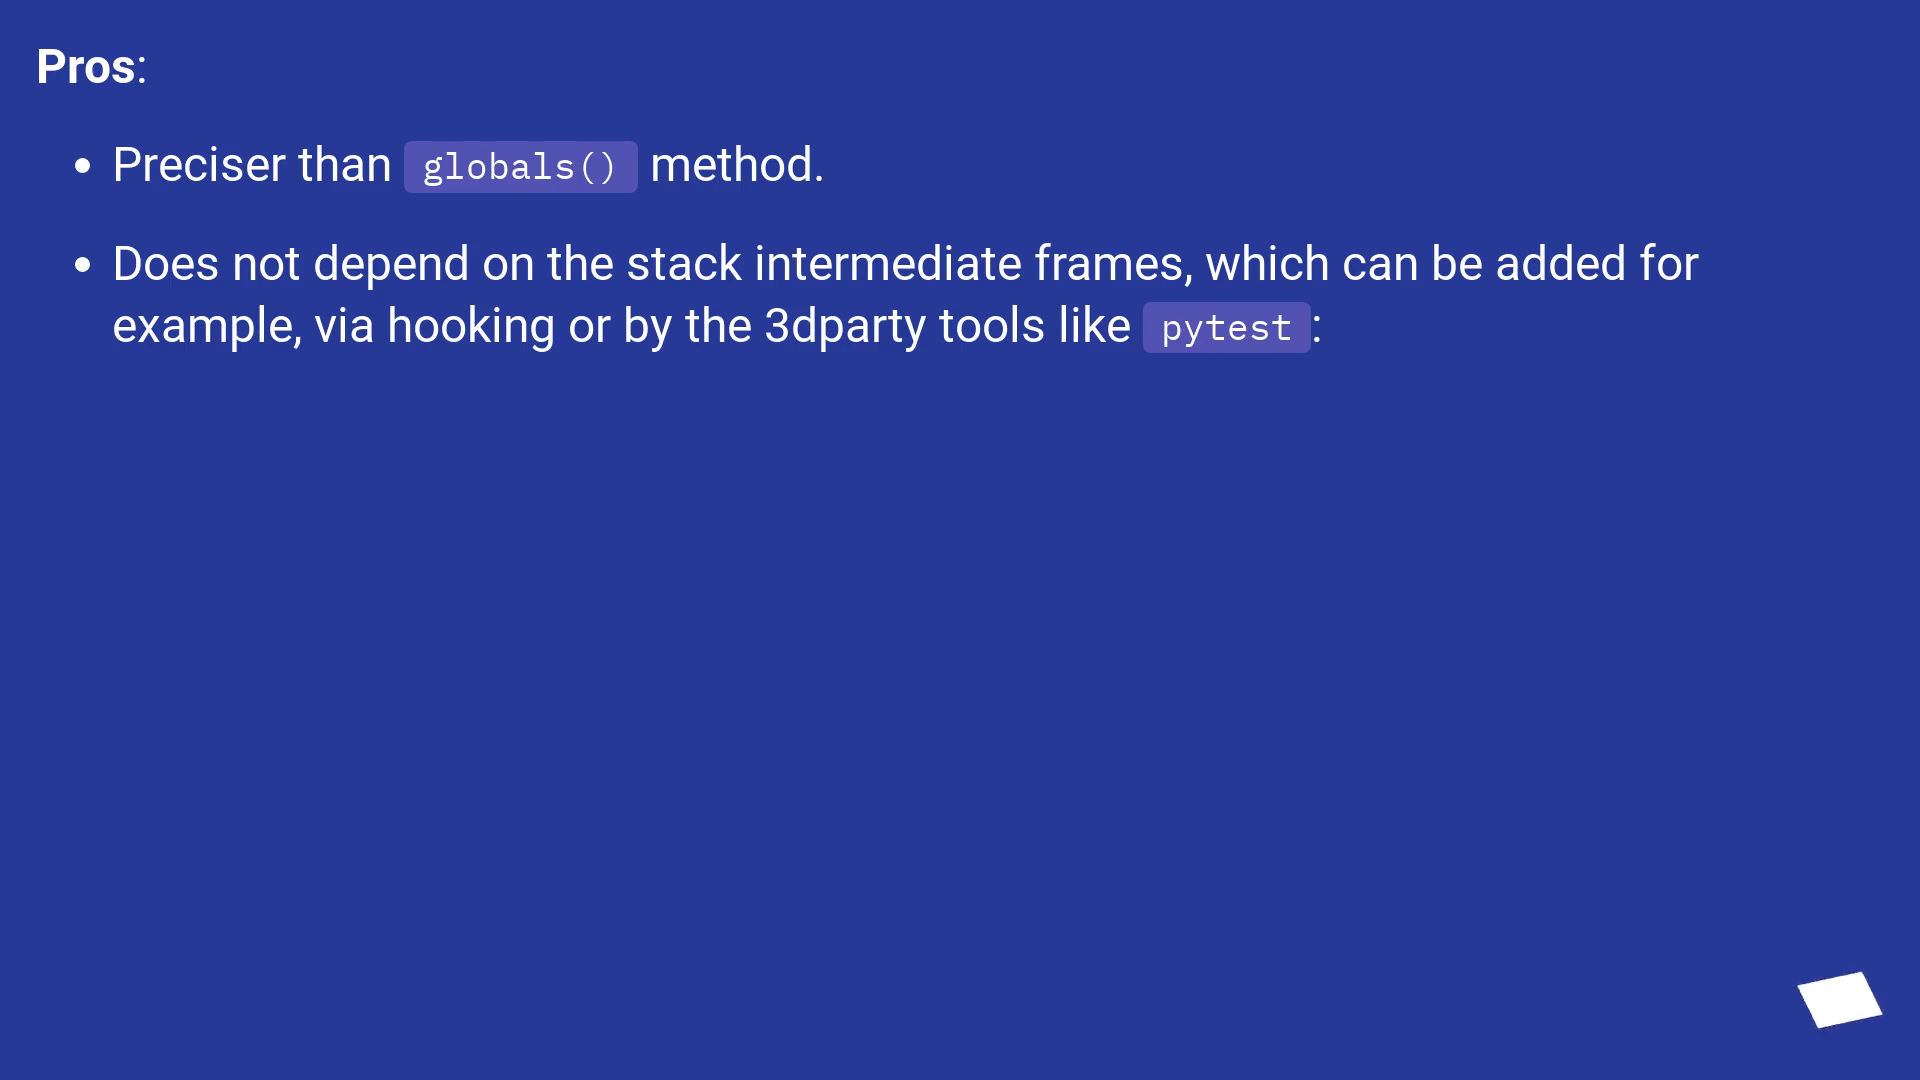 Pros:
• Preciser than globals() method.
• Does not depend on the stack intermediate frames, which can be added for
example, via hooking or by the 3dparty tools like pytest: